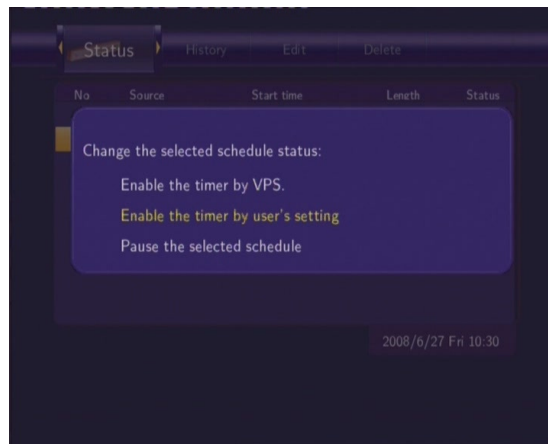 Status History Edit Delete
No Source Start time Length Status
Change the selected schedule status:
Enable the timer by VPS.
Enable the timer by user's setting
Pause the selected schedule
2008/6/27 Fri 10:30